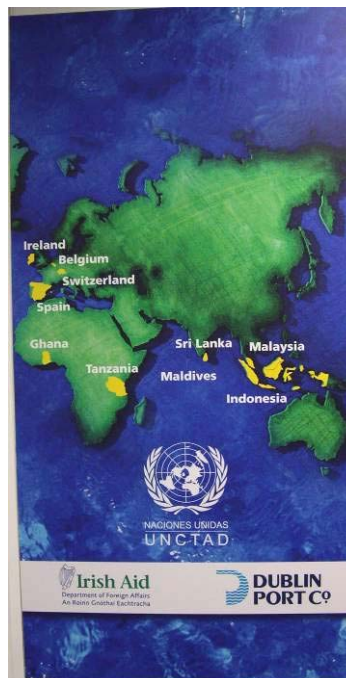 Ireland
Belgium
Switzerland
Spain
Ghana
Tanzania
Sri Lanka
Malaysia
Maldives
Indonesia
NACIONES UNIDAS
UNCTAD
Irish Aid
Department of Foreign Affairs
An Roinn Gnóthaí Eachtracha
DUBLIN
PORT CO